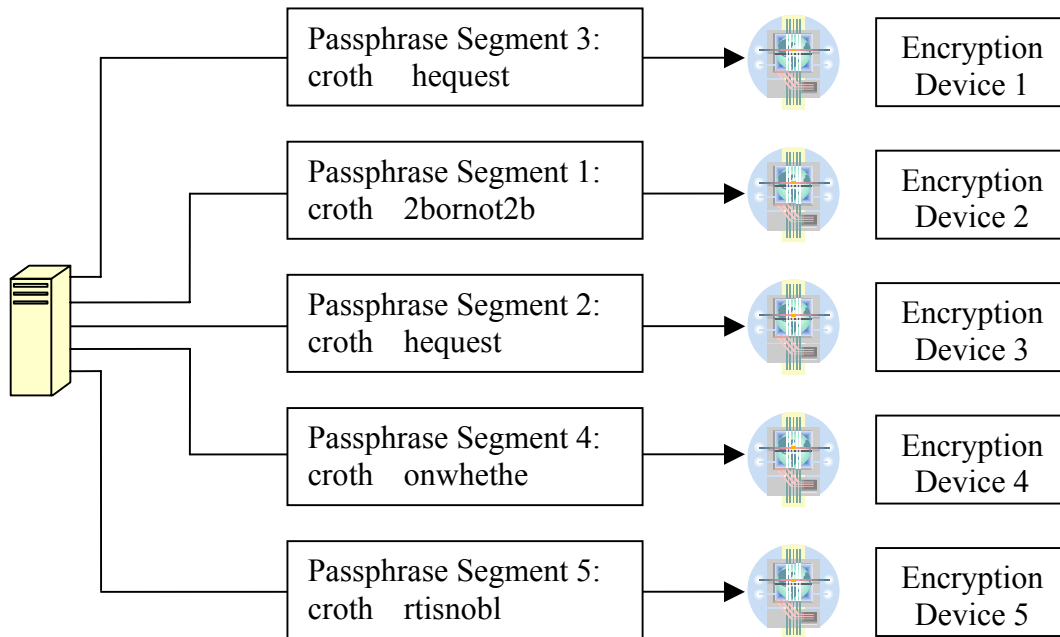 Passphrase Segment 3:
croth hequest
Encryption
Device 1
Passphrase Segment 1:
croth 2bornot2b
Encryption
Device 2
Passphrase Segment 2:
croth hequest
Encryption
Device 3
Passphrase Segment 4:
croth onwhethe
Encryption
Device 4
Passphrase Segment 5:
croth rtisnobl
Encryption
Device 5